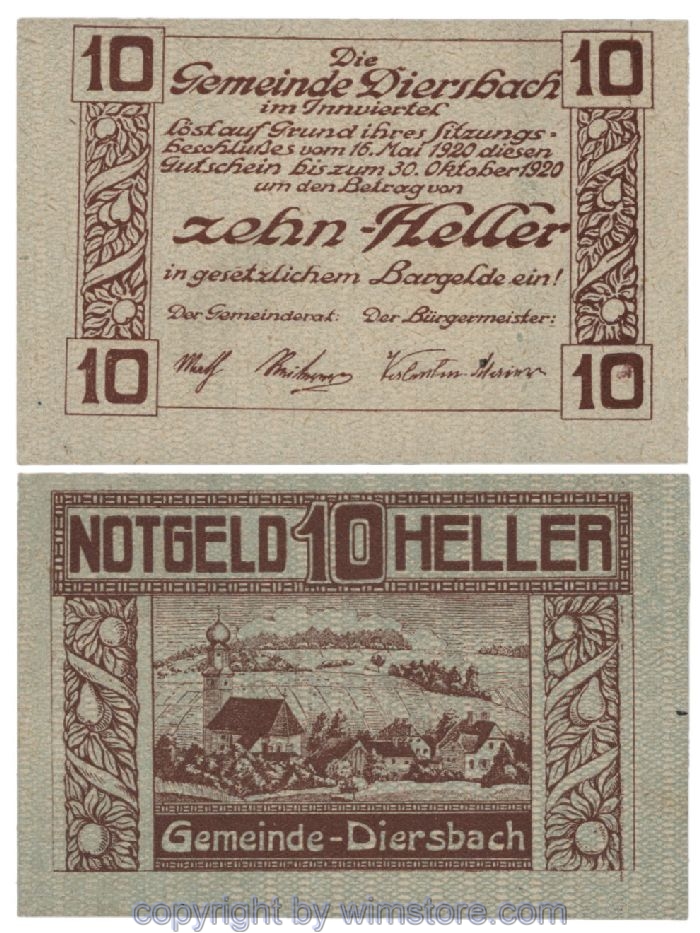 10 10
Die
Gemeinde Diersbach
im Innviertel
löst auf Grund ihres Sitzungs-
beschlußes vom 16. Mai 1920 diesen
Gutschein bis zum 30. Oktober 1920
um den Betrag von
zehn-Heller
in gesetzlichem Bargelde ein!
Der Gemeinderat: Der Bürgermeister:
10 10
NOTGELD 10 HELLER
Gemeinde-Diersbach
copyright by wimstore.com